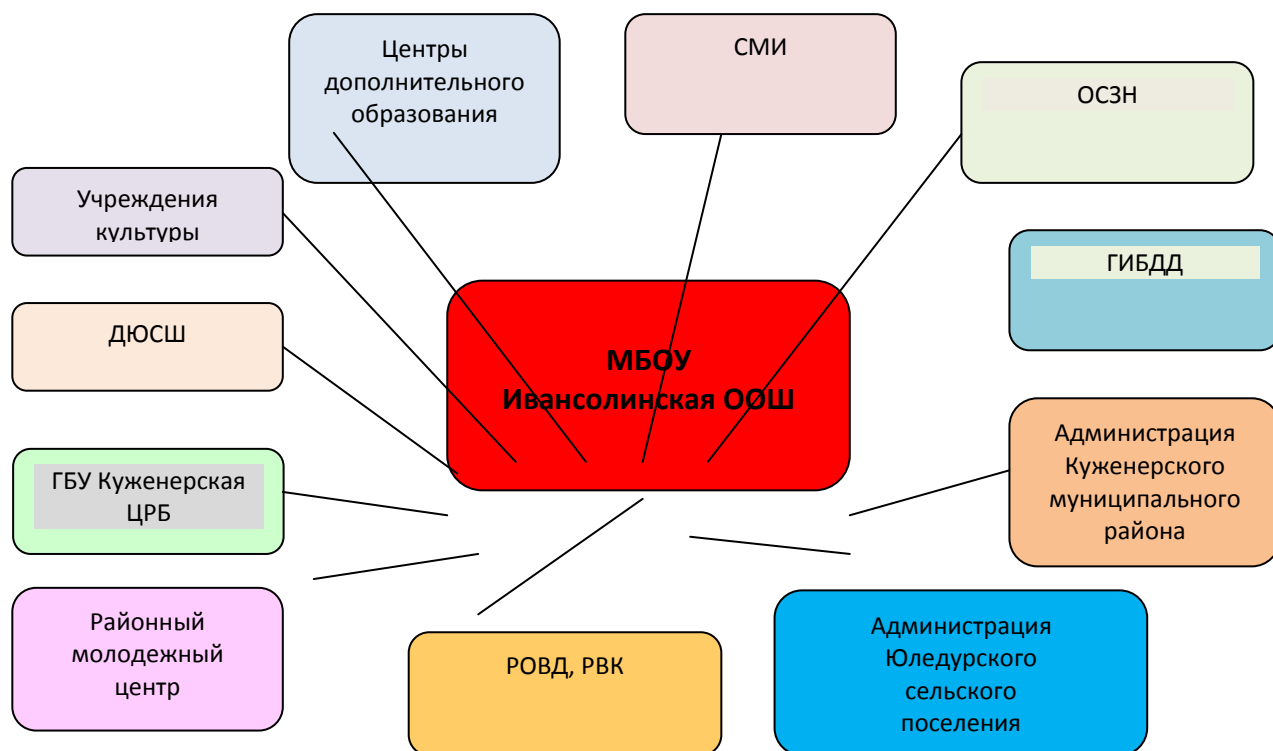 Центры
дополнительного
образования
СМИ
ОСЗН
Учреждения
культуры
ГИБДД
ДЮСШ
МБОУ
Ивансолинская ООШ
Администрация
Куженерского
муниципального
района
ГБУ Куженерская
ЦРБ
Районный
молодежный
центр
РОВД, РВК
Администрация
Юледурского
сельского
поселения